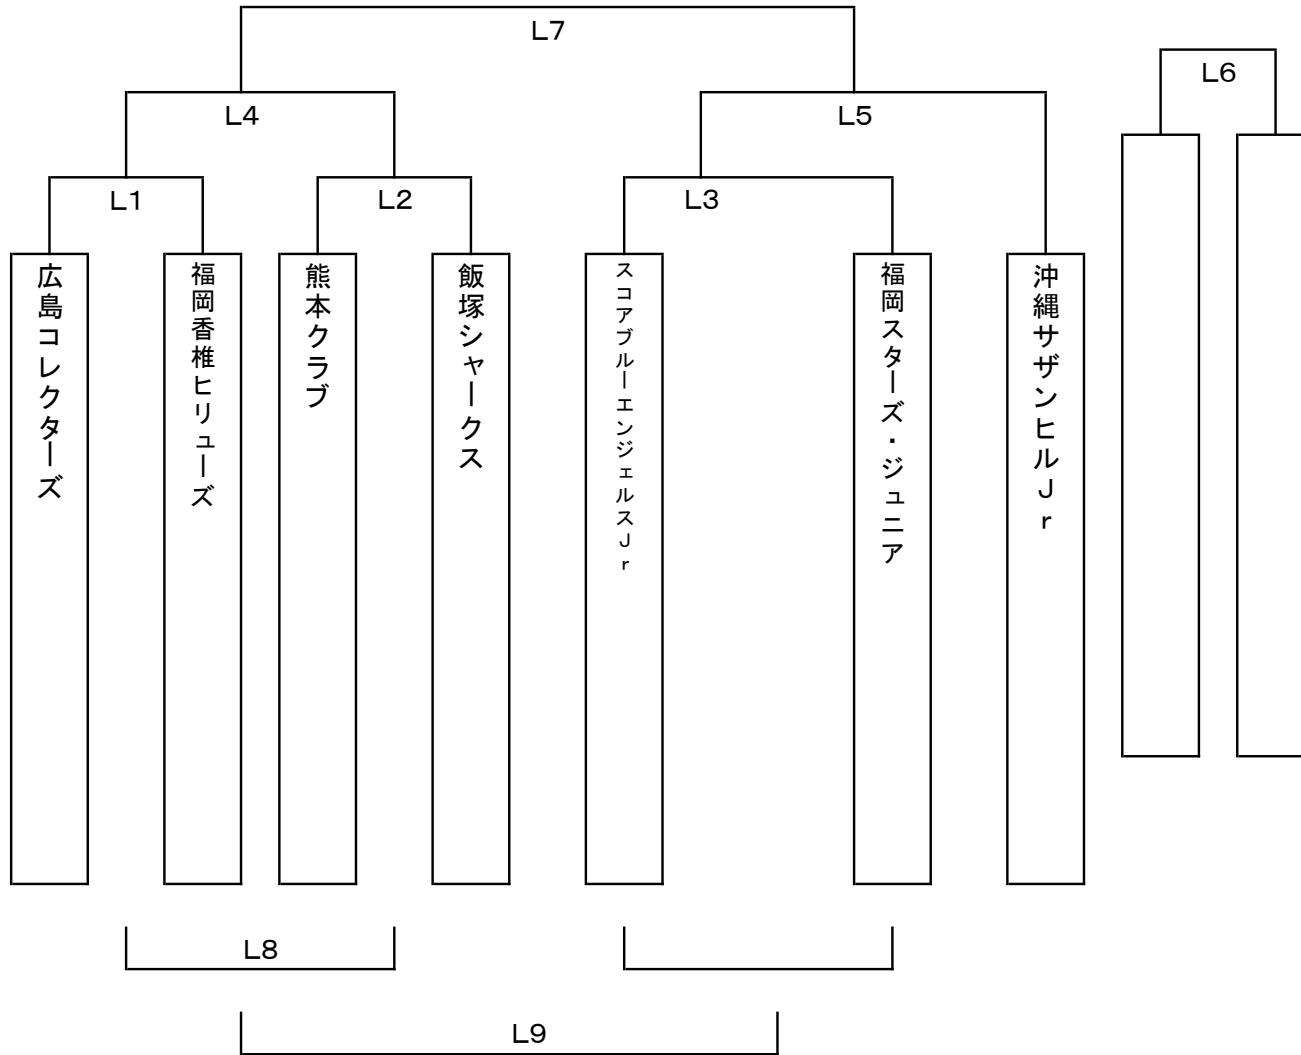 L7
L6
L4
L5
L1
L2
L3
広島コレクターズ
福岡香椎ヒリューズ
熊本クラブ
飯塚シャークス
スコアブルーエンジェルスJr
福岡スターズ・ジュニア
沖縄サザンヒルJr
L8
L9